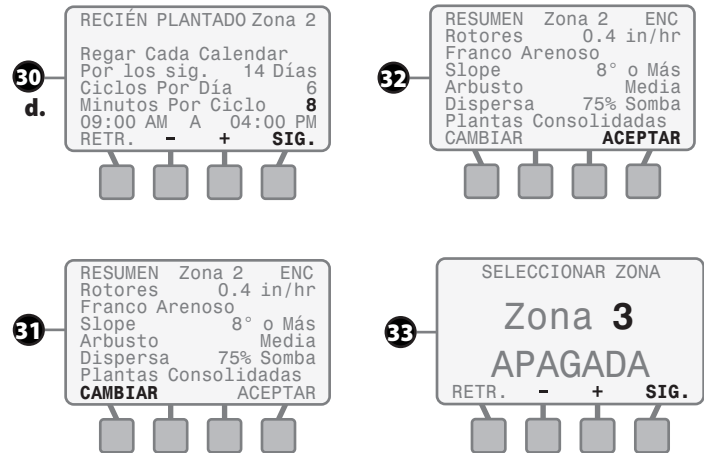 30
d.
RECIÉN PLANTADO Zona 2
Regar Cada Calendar
Por los sig. 14 Días
Ciclos Por Día 6
Minutos Por Ciclo 8
09:00 AM A 04:00 PM
RETR. - + SIG.
31
RESUMEN Zona 2 ENC
Rotores 0.4 in/hr
Franco Arenoso
Slope 8° o Más
Arbusto Media
Dispersa 75% Somba
Plantas Consolidadas
CAMBIAR ACEPTAR
32
RESUMEN Zona 2 ENC
Rotores 0.4 in/hr
Franco Arenoso
Slope 8° o Más
Arbusto Media
Dispersa 75% Somba
Plantas Consolidadas
CAMBIAR ACEPTAR
33
SELECCIONAR ZONA
Zona 3
APAGADA
RETR. - + SIG.